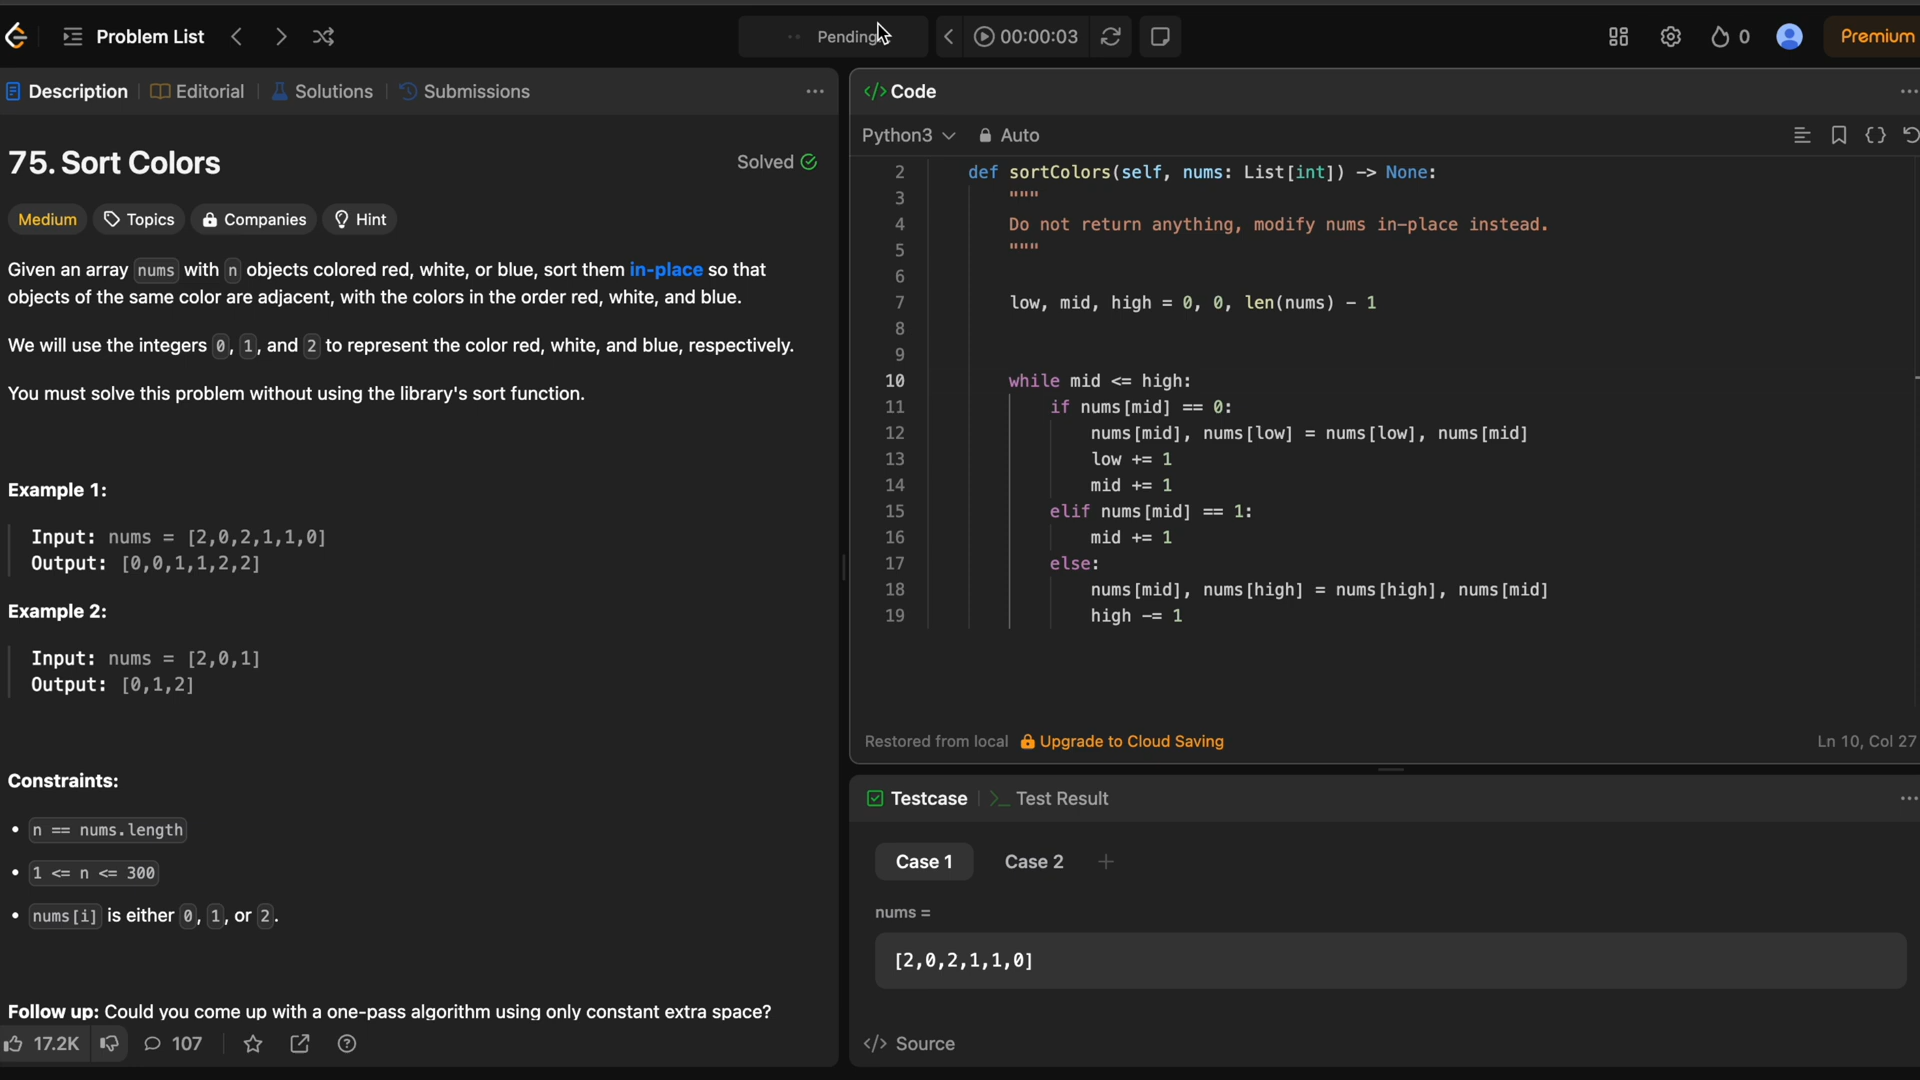 Problem List
Pending
00:00:03
0
Premium
Description
Editorial
Solutions
Submissions
75. Sort Colors
Solved
Medium
Topics
Companies
Hint
Given an array nums with n objects colored red, white, or blue, sort them in-place so that
objects of the same color are adjacent, with the colors in the order red, white, and blue.
We will use the integers 0, 1, and 2 to represent the color red, white, and blue, respectively.
You must solve this problem without using the library's sort function.
Example 1:
Input: nums = [2,0,2,1,1,0]
Output: [0,0,1,1,2,2]
Example 2:
Input: nums = [2,0,1]
Output: [0,1,2]
Constraints:
• n == nums.length
• 1 <= n <= 300
• nums[i] is either 0, 1, or 2.
Follow up: Could you come up with a one-pass algorithm using only constant extra space?
17.2K
107
</> Code
Python3
Auto
2 def sortColors(self, nums: List[int]) -> None:
3 """
4 Do not return anything, modify nums in-place instead.
5 """
6
7 low, mid, high = 0, 0, len(nums) - 1
8
9
10 while mid <= high:
11 if nums[mid] == 0:
12 nums[mid], nums[low] = nums[low], nums[mid]
13 low += 1
14 mid += 1
15 elif nums[mid] == 1:
16 mid += 1
17 else:
18 nums[mid], nums[high] = nums[high], nums[mid]
19 high -= 1
Restored from local
Upgrade to Cloud Saving
Ln 10, Col 27
Testcase
>_ Test Result
Case 1
Case 2
+
nums =
[2,0,2,1,1,0]
</> Source